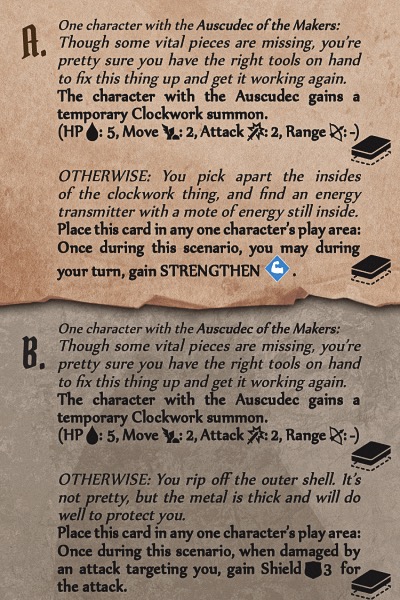 A.
One character with the Auscudec of the Makers:
Though some vital pieces are missing, you're
pretty sure you have the right tools on hand
to fix this thing up and get it working again.
The character with the Auscudec gains a
temporary Clockwork summon.
(HP : 5, Move : 2, Attack : 2, Range : -)
OTHERWISE: You pick apart the insides
of the clockwork thing, and find an energy
transmitter with a mote of energy still inside.
Place this card in any one character's play area:
Once during this scenario, you may during
your turn, gain STRENGTHEN .
B.
One character with the Auscudec of the Makers:
Though some vital pieces are missing, you're
pretty sure you have the right tools on hand
to fix this thing up and get it working again.
The character with the Auscudec gains a
temporary Clockwork summon.
(HP : 5, Move : 2, Attack : 2, Range : -)
OTHERWISE: You rip off the outer shell. It's
not pretty, but the metal is thick and will do
well to protect you.
Place this card in any one character's play area:
Once during this scenario, when damaged by
an attack targeting you, gain Shield 3 for
the attack.